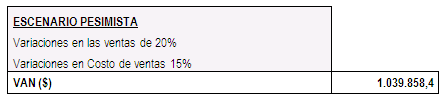 ESCENARIO PESIMISTA
Variaciones en las ventas de 20%
Variaciones en Costo de ventas 15%
VAN ($) 1.039.858,4